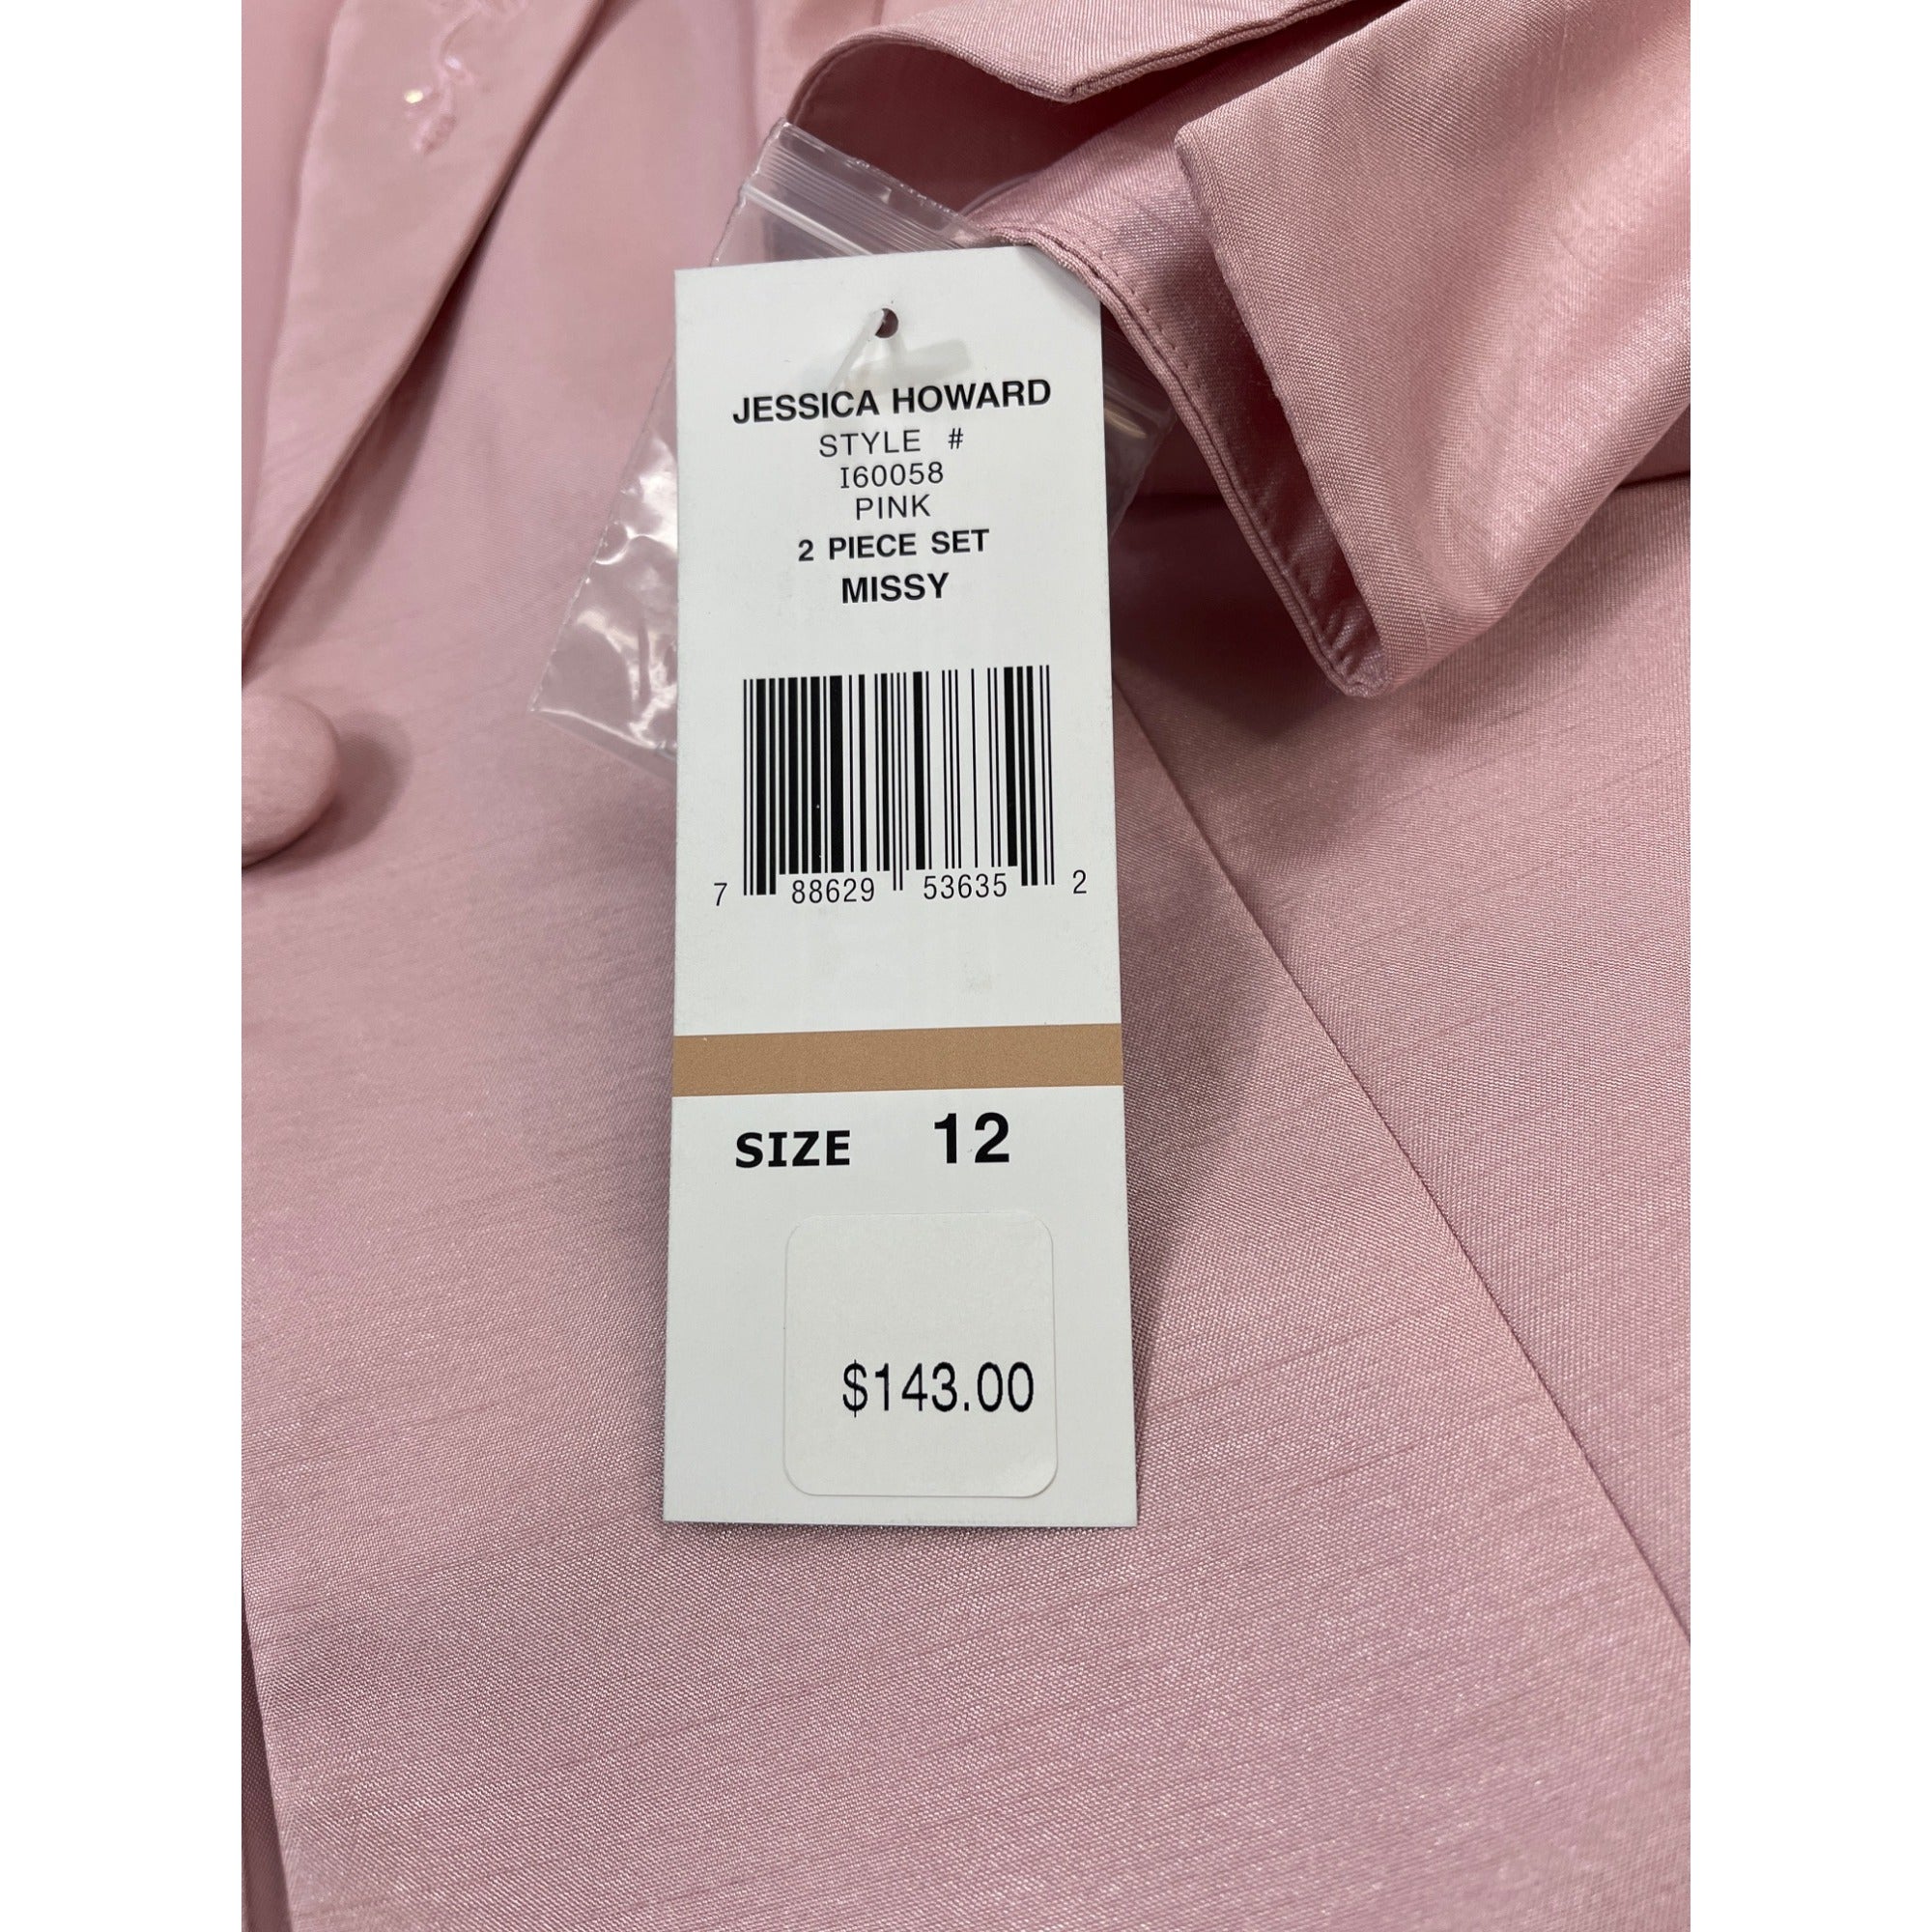 JESSICA HOWARD
STYLE #
I60058
PINK
2 PIECE SET
MISSY
7 88629 53635 2
SIZE 12
$143.00